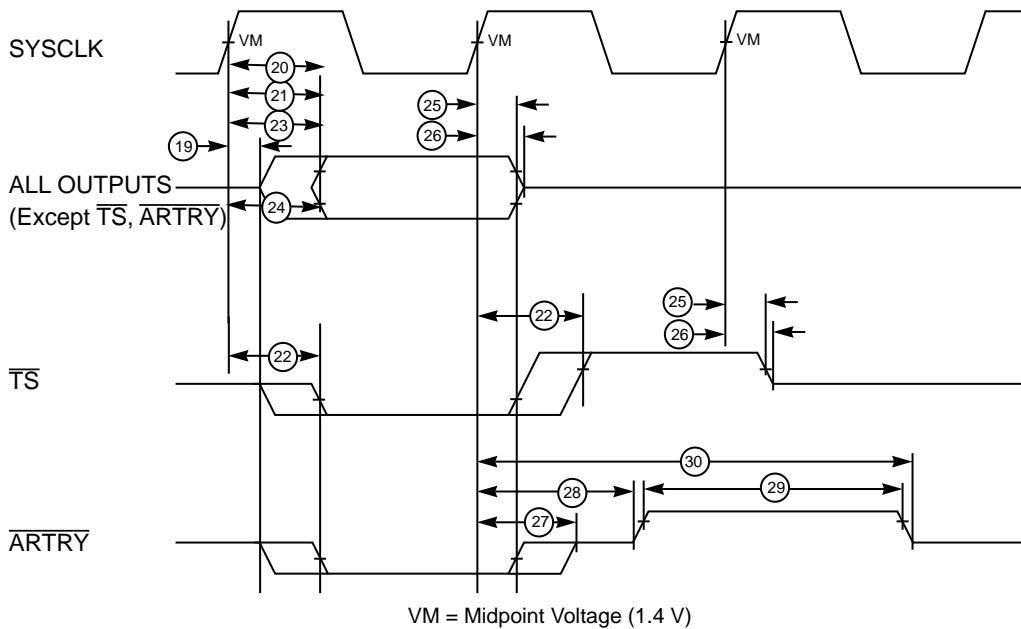 SYSCLK
VM
VM
VM
20
21
23
19
25
26
ALL OUTPUTS
(Except TS, ARTRY)
24
22
25
26
22
TS
30
28
29
27
ARTRY
VM = Midpoint Voltage (1.4 V)